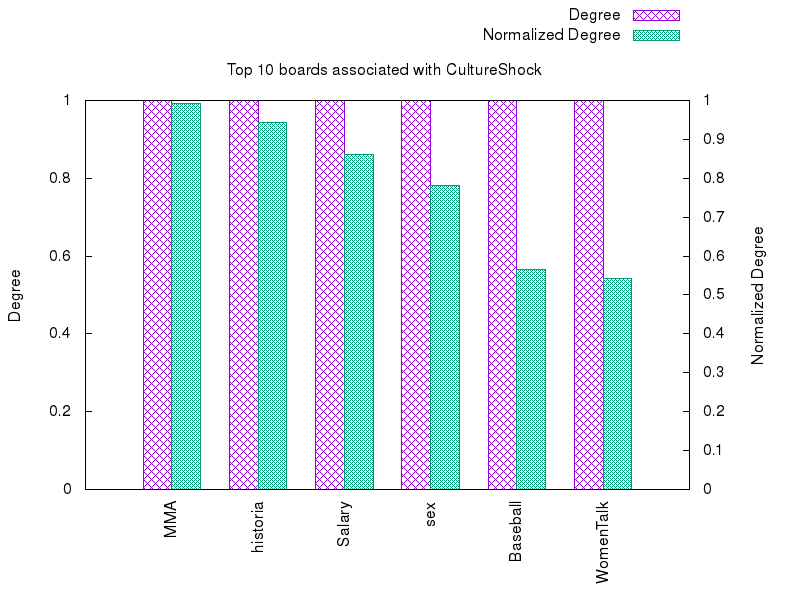 Degree
Normalized Degree
Top 10 boards associated with CultureShock
1
0.8
0.6
0.4
0.2
0
Degree
1
0.9
0.8
0.7
0.6
0.5
0.4
0.3
0.2
0.1
0
Normalized Degree
MMA
historia
Salary
sex
Baseball
WomenTalk